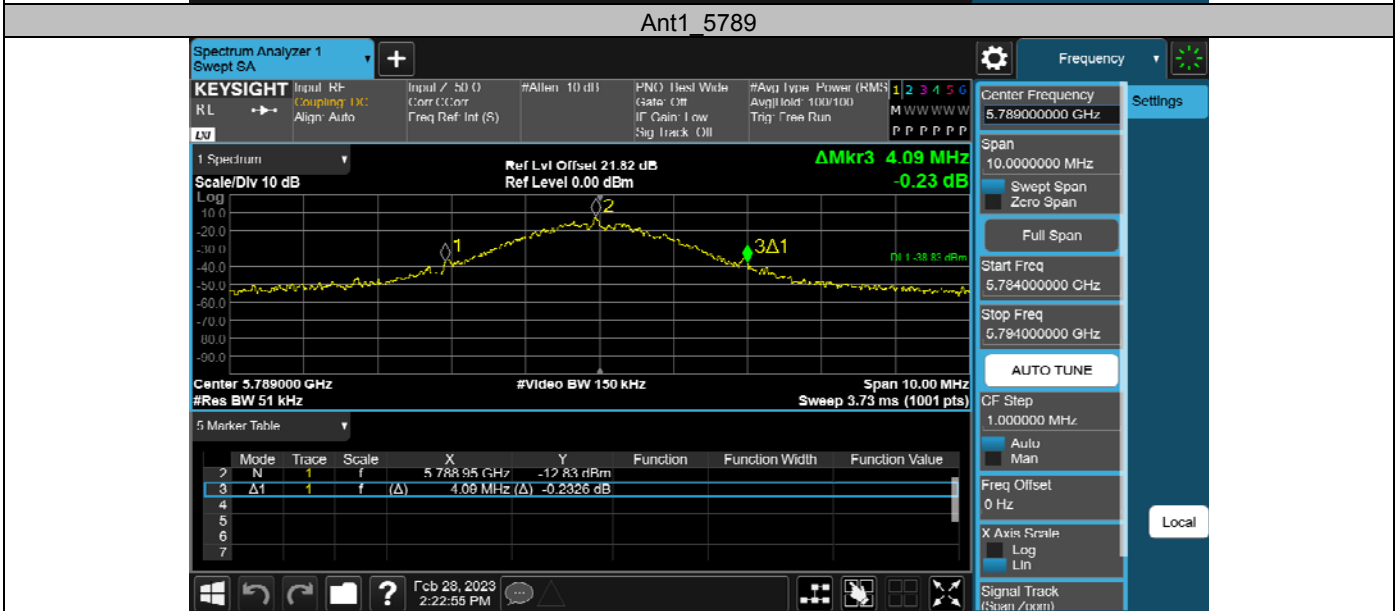 Ant1_5789
Spectrum Analyzer 1
Swept SA
+
Frequency
KEYSIGHT
RL
LXI
Input: RF
Coupling: DC
Align: Auto
Input Z: 50 Ω
Corr CCorr
Freq Ref: Int (S)
#Atten: 10 dB
PNO: Best Wide
Gate: Off
IF Gain: Low
Sig Track: Off
#Avg Type: Power (RMS
Avg|Hold: 100/100
Trig: Free Run
1 2 3 4 5 6
M W W W W W
P P P P P P
1 Spectrum
Scale/Div 10 dB
Ref Lvl Offset 21.82 dB
Ref Level 0.00 dBm
ΔMkr3 4.09 MHz
-0.23 dB
Log
-10.0
-20.0
-30.0
-40.0
-50.0
-60.0
-70.0
-80.0
-90.0
1
2
3Δ1
DL1 -38.83 dBm
Center 5.789000 GHz
#Video BW 150 kHz
Span 10.00 MHz
#Res BW 51 kHz
Sweep 3.73 ms (1001 pts)
5 Marker Table
Mode Trace Scale X Y Function Function Width Function Value
2 N 1 f 5.788 95 GHz -12.83 dBm
3 Δ1 1 f (Δ) 4.09 MHz (Δ) -0.2326 dB
4
5
6
7
?
Feb 28, 2023
2:22:55 PM
Center Frequency
5.789000000 GHz
Settings
Span
10.0000000 MHz
Swept Span
Zero Span
Full Span
Start Freq
5.784000000 GHz
Stop Freq
5.794000000 GHz
AUTO TUNE
CF Step
1.000000 MHz
Auto
Man
Freq Offset
0 Hz
X Axis Scale
Log
Lin
Local
Signal Track
(Span Zoom)